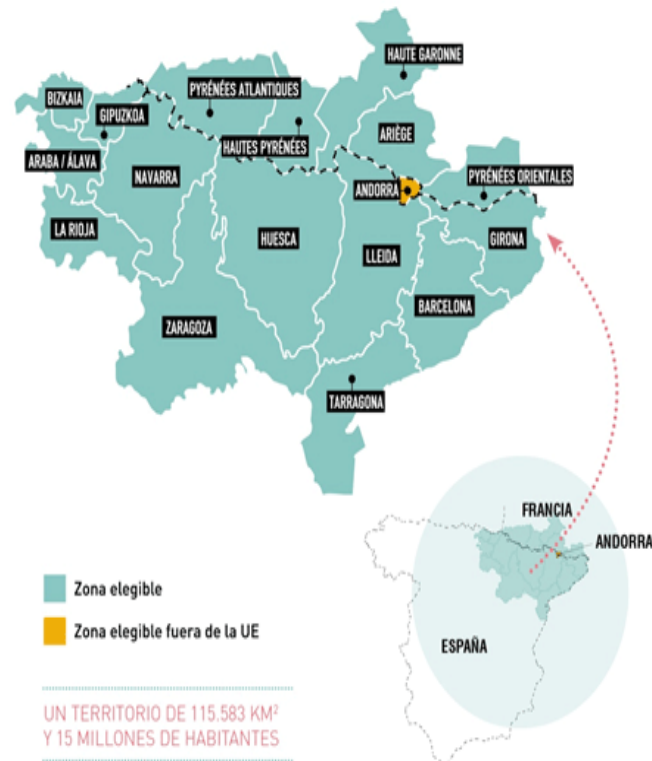 HAUTE GARONNE
PYRÉNÉES ATLANTIQUES
BIZKAIA
GIPUZKOA
ARIÈGE
HAUTES PYRÉNÉES
ARABA / ÁLAVA
NAVARRA
PYRÉNÉES ORIENTALES
ANDORRA
LA RIOJA
HUESCA
GIRONA
LLEIDA
BARCELONA
ZARAGOZA
TARRAGONA
FRANCIA
ANDORRA
ESPAÑA
Zona elegible
Zona elegible fuera de la UE
UN TERRITORIO DE 115.583 KM²
Y 15 MILLONES DE HABITANTES